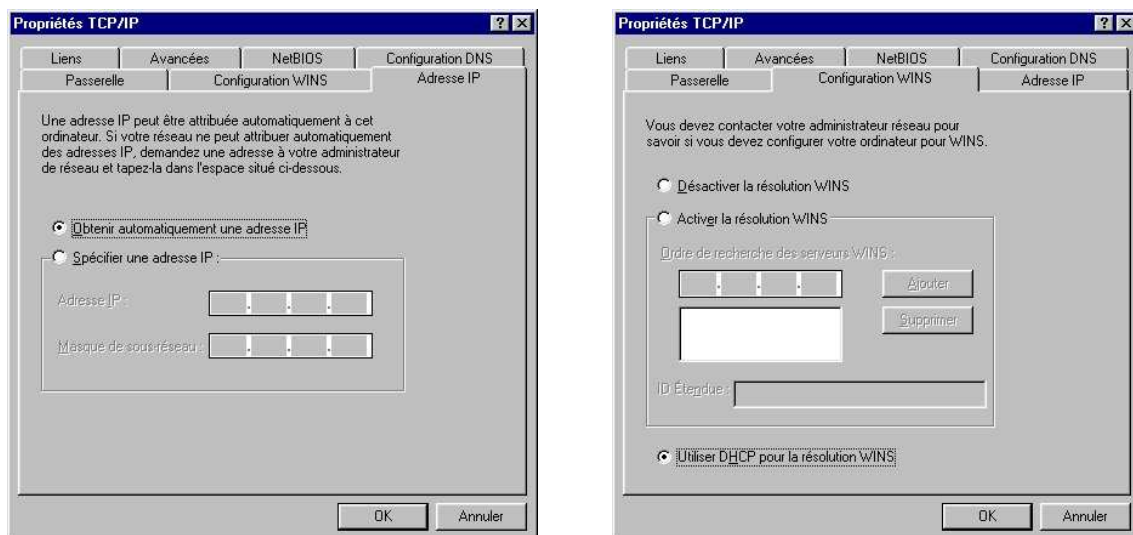 Propriétés TCP/IP
Liens Avancées NetBIOS Configuration DNS
Passerelle Configuration WINS Adresse IP
Une adresse IP peut être attribuée automatiquement à cet
ordinateur. Si votre réseau ne peut attribuer automatiquement
des adresses IP, demandez une adresse à votre administrateur
de réseau et tapez-la dans l'espace situé ci-dessous.
Obtenir automatiquement une adresse IP
Spécifier une adresse IP :
Adresse IP :
Masque de sous-réseau :
OK Annuler
Propriétés TCP/IP
Liens Avancées NetBIOS Configuration DNS
Passerelle Configuration WINS Adresse IP
Vous devez contacter votre administrateur réseau pour
savoir si vous devez configurer votre ordinateur pour WINS.
Désactiver la résolution WINS
Activer la résolution WINS
Ordre de recherche des serveurs WINS :
Ajouter
Supprimer
ID Étendue :
Utiliser DHCP pour la résolution WINS
OK Annuler